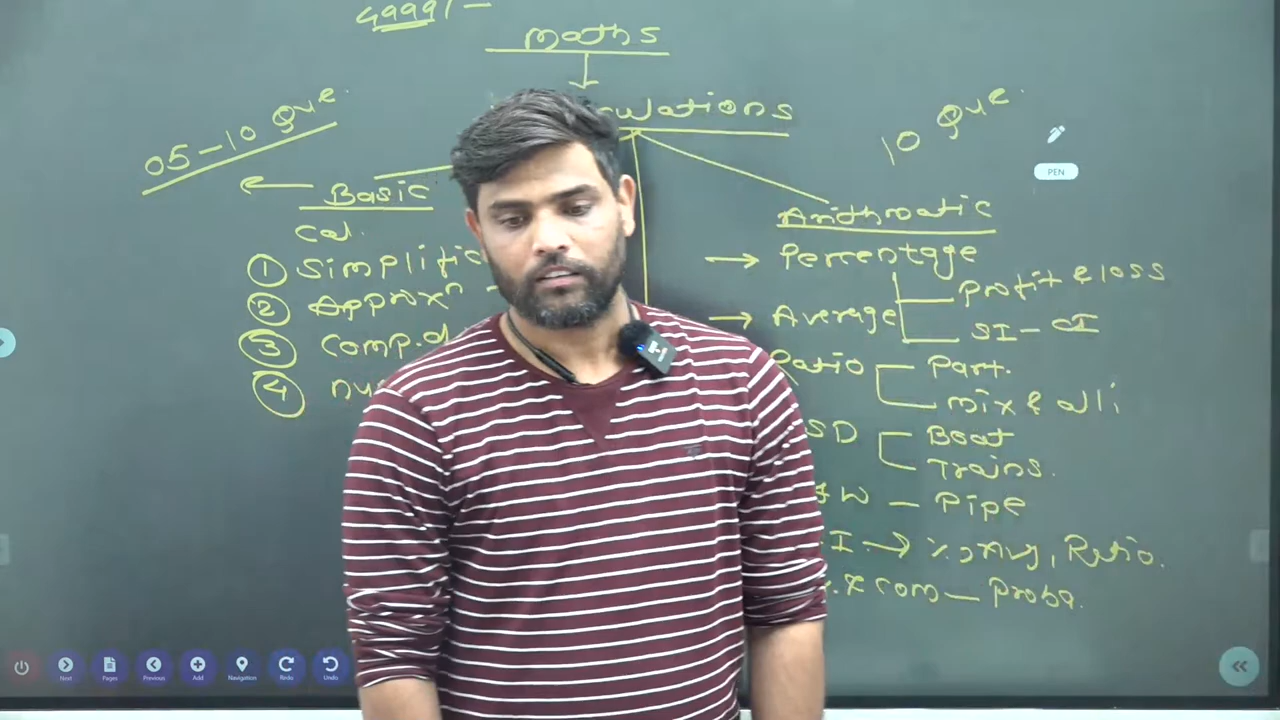 49991/-
Maths
05-10 Que.
10 Que.
PEN
Basic
cal.
Arithmatic
① Simplific
② Approxⁿ -
③ comp.d
④
→ Percentage
Profit & loss
SI-CI
→ Average
Ratio
Part.
mix & alli
SD
Boat
Trains.
W - Pipe
.I → %, Avg, Ratio.
& com - Proba.
Next
Pages
Previous
Add
Navigation
Redo
Undo